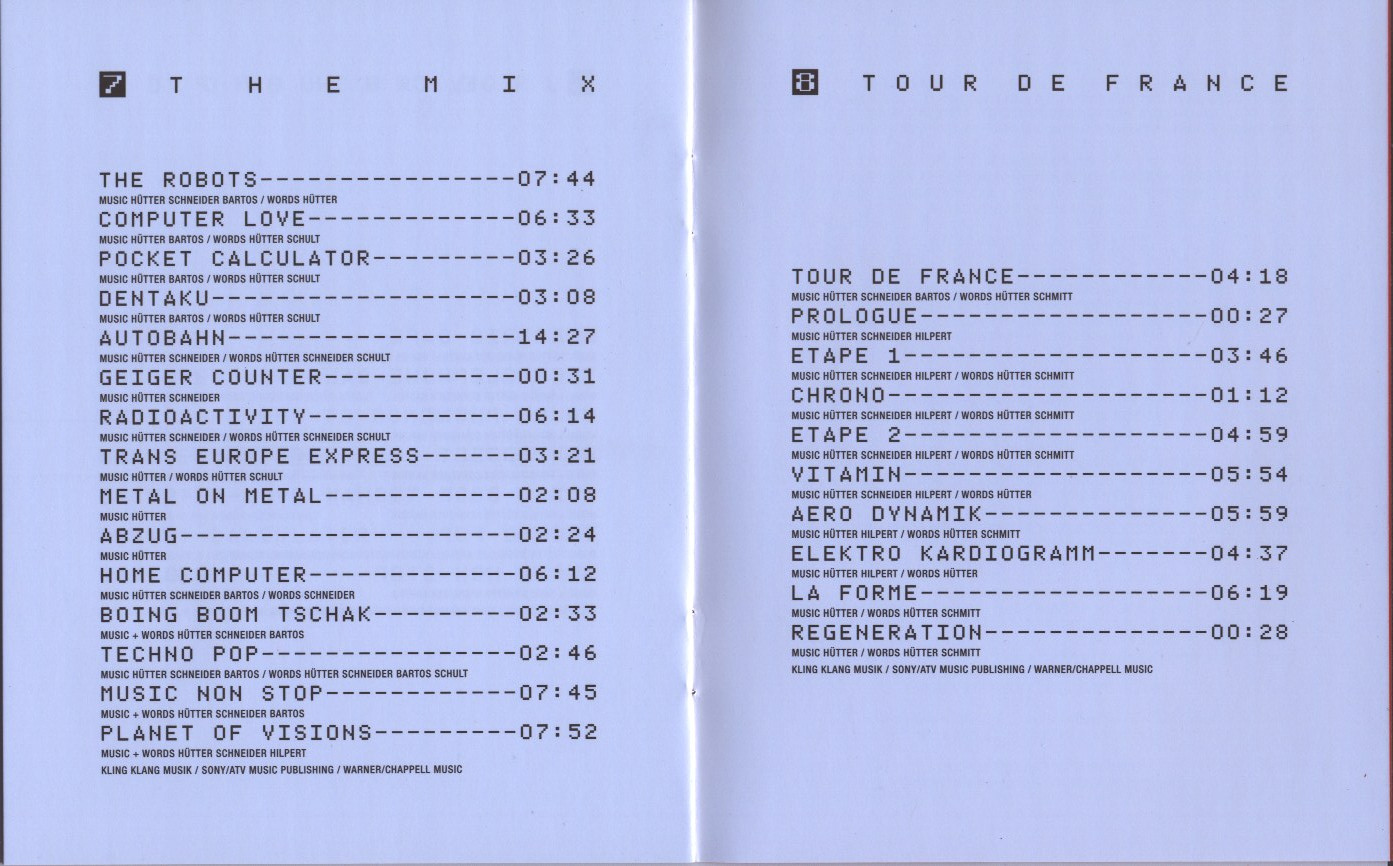 7 THE MIX
THE ROBOTS----------------07:44
MUSIC HÜTTER SCHNEIDER BARTOS / WORDS HÜTTER
COMPUTER LOVE-------------06:33
MUSIC HÜTTER BARTOS / WORDS HÜTTER SCHULT
POCKET CALCULATOR---------03:26
MUSIC HÜTTER BARTOS / WORDS HÜTTER SCHULT
DENTAKU-------------------03:08
MUSIC HÜTTER BARTOS / WORDS HÜTTER SCHULT
AUTOBAHN------------------14:27
MUSIC HÜTTER SCHNEIDER / WORDS HÜTTER SCHNEIDER SCHULT
GEIGER COUNTER------------00:31
MUSIC HÜTTER SCHNEIDER
RADIOACTIVITY-------------06:14
MUSIC HÜTTER SCHNEIDER / WORDS HÜTTER SCHNEIDER SCHULT
TRANS EUROPE EXPRESS------03:21
MUSIC HÜTTER / WORDS HÜTTER SCHULT
METAL ON METAL------------02:08
MUSIC HÜTTER
ABZUG---------------------02:24
MUSIC HÜTTER
HOME COMPUTER-------------06:12
MUSIC HÜTTER SCHNEIDER BARTOS / WORDS SCHNEIDER
BOING BOOM TSCHAK---------02:33
MUSIC + WORDS HÜTTER SCHNEIDER BARTOS
TECHNO POP----------------02:46
MUSIC HÜTTER SCHNEIDER BARTOS / WORDS HÜTTER SCHNEIDER BARTOS SCHULT
MUSIC NON STOP------------07:45
MUSIC + WORDS HÜTTER SCHNEIDER BARTOS
PLANET OF VISIONS---------07:52
MUSIC + WORDS HÜTTER SCHNEIDER HILPERT
KLING KLANG MUSIK / SONY/ATV MUSIC PUBLISHING / WARNER/CHAPPELL MUSIC
8 TOUR DE FRANCE
TOUR DE FRANCE------------04:18
MUSIC HÜTTER SCHNEIDER BARTOS / WORDS HÜTTER SCHMITT
PROLOGUE------------------00:27
MUSIC HÜTTER SCHNEIDER HILPERT
ETAPE 1-------------------03:46
MUSIC HÜTTER SCHNEIDER HILPERT / WORDS HÜTTER SCHMITT
CHRONO--------------------01:12
MUSIC HÜTTER SCHNEIDER HILPERT / WORDS HÜTTER SCHMITT
ETAPE 2-------------------04:59
MUSIC HÜTTER SCHNEIDER HILPERT / WORDS HÜTTER SCHMITT
VITAMIN-------------------05:54
MUSIC HÜTTER SCHNEIDER HILPERT / WORDS HÜTTER
AERO DYNAMIK--------------05:59
MUSIC HÜTTER HILPERT / WORDS HÜTTER SCHMITT
ELEKTRO KARDIOGRAMM-------04:37
MUSIC HÜTTER HILPERT / WORDS HÜTTER
LA FORME------------------06:19
MUSIC HÜTTER / WORDS HÜTTER SCHMITT
REGENERATION--------------00:28
MUSIC HÜTTER / WORDS HÜTTER SCHMITT
KLING KLANG MUSIK / SONY/ATV MUSIC PUBLISHING / WARNER/CHAPPELL MUSIC